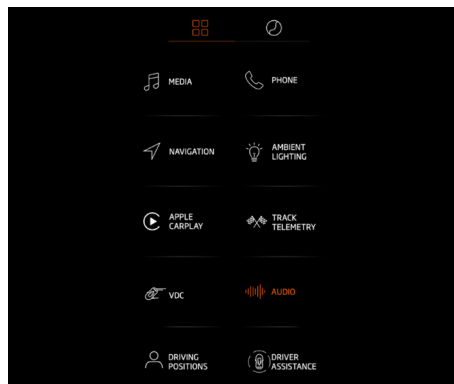 MEDIA
PHONE
NAVIGATION
AMBIENT
LIGHTING
APPLE
CARPLAY
TRACK
TELEMETRY
VDC
AUDIO
DRIVING
POSITIONS
DRIVER
ASSISTANCE